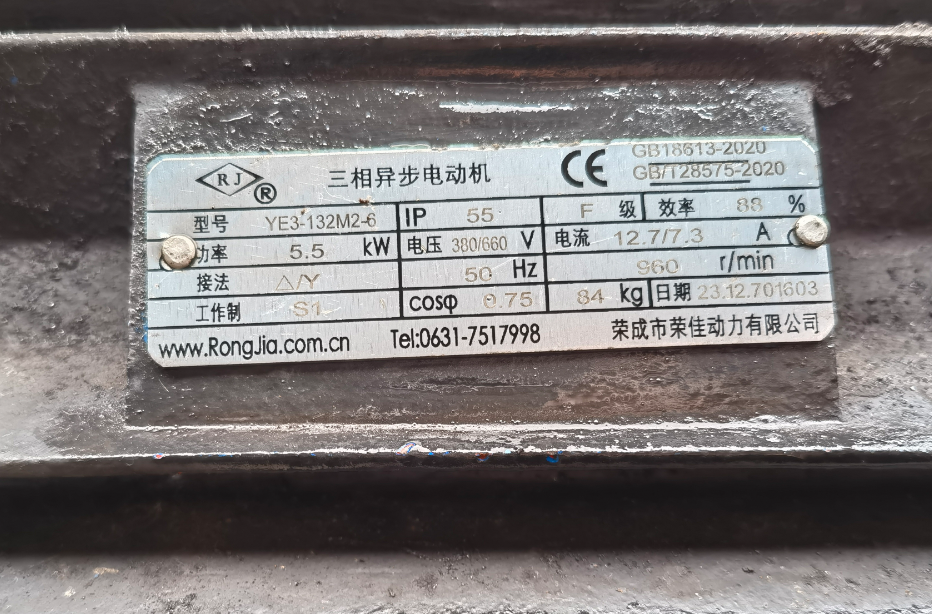 RJ ® 三相异步电动机 CE GB18613-2020
GB/T28575-2020
型号 YE3-132M2-6 IP 55 F 级 效率 88 %
功率 5.5 kW 电压 380/660 V 电流 12.7/7.3 A
接法 △/Y 50 Hz 960 r/min
工作制 S1 cosφ 0.75 84 kg 日期 23.12.701603
www.RongJia.com.cn Tel:0631-7517998 荣成市荣佳动力有限公司